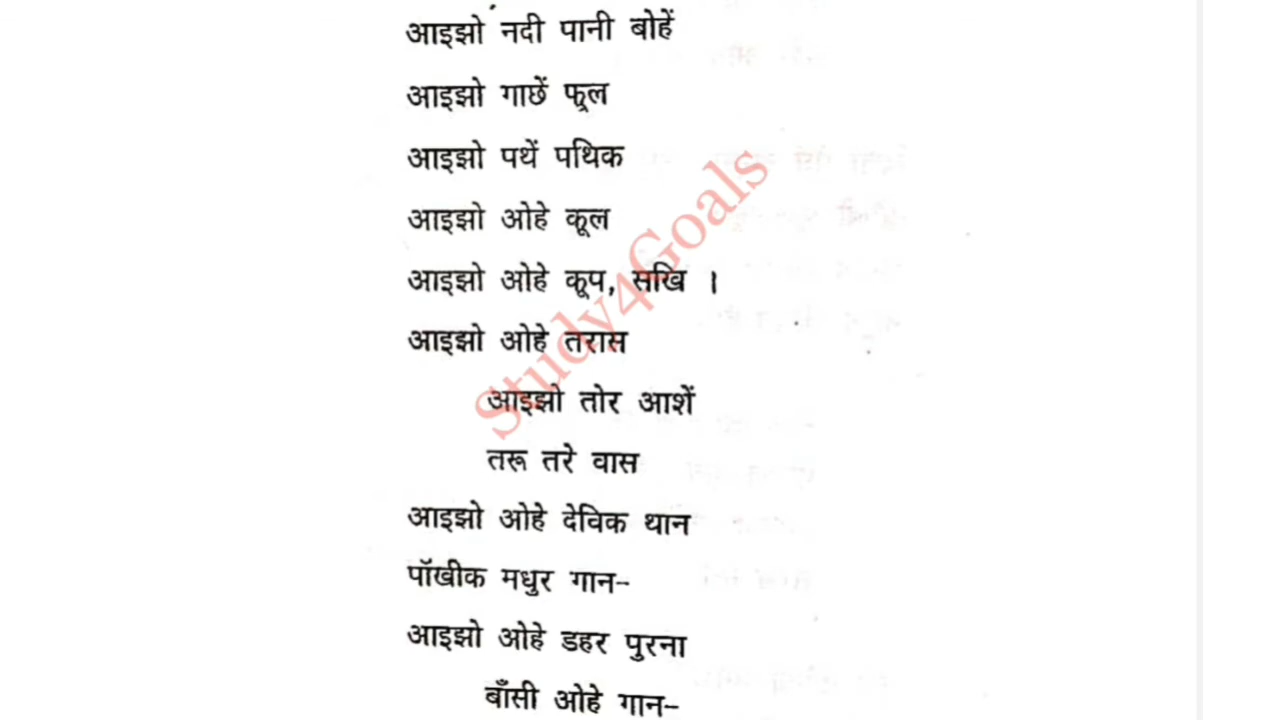 आइझो नदी पानी बोहें
आइझो गाछें फूल
आइझो पथें पथिक
आइझो ओहे कूल
आइझो ओहे कूप, सखि ।
आइझो ओहे तरास
आइझो तोर आशें
तरू तरे वास
आइझो ओहे देविक थान
पॉखीक मधुर गान-
आइझो ओहे डहर पुरना
बाँसी ओहे गान-
Study4Goals